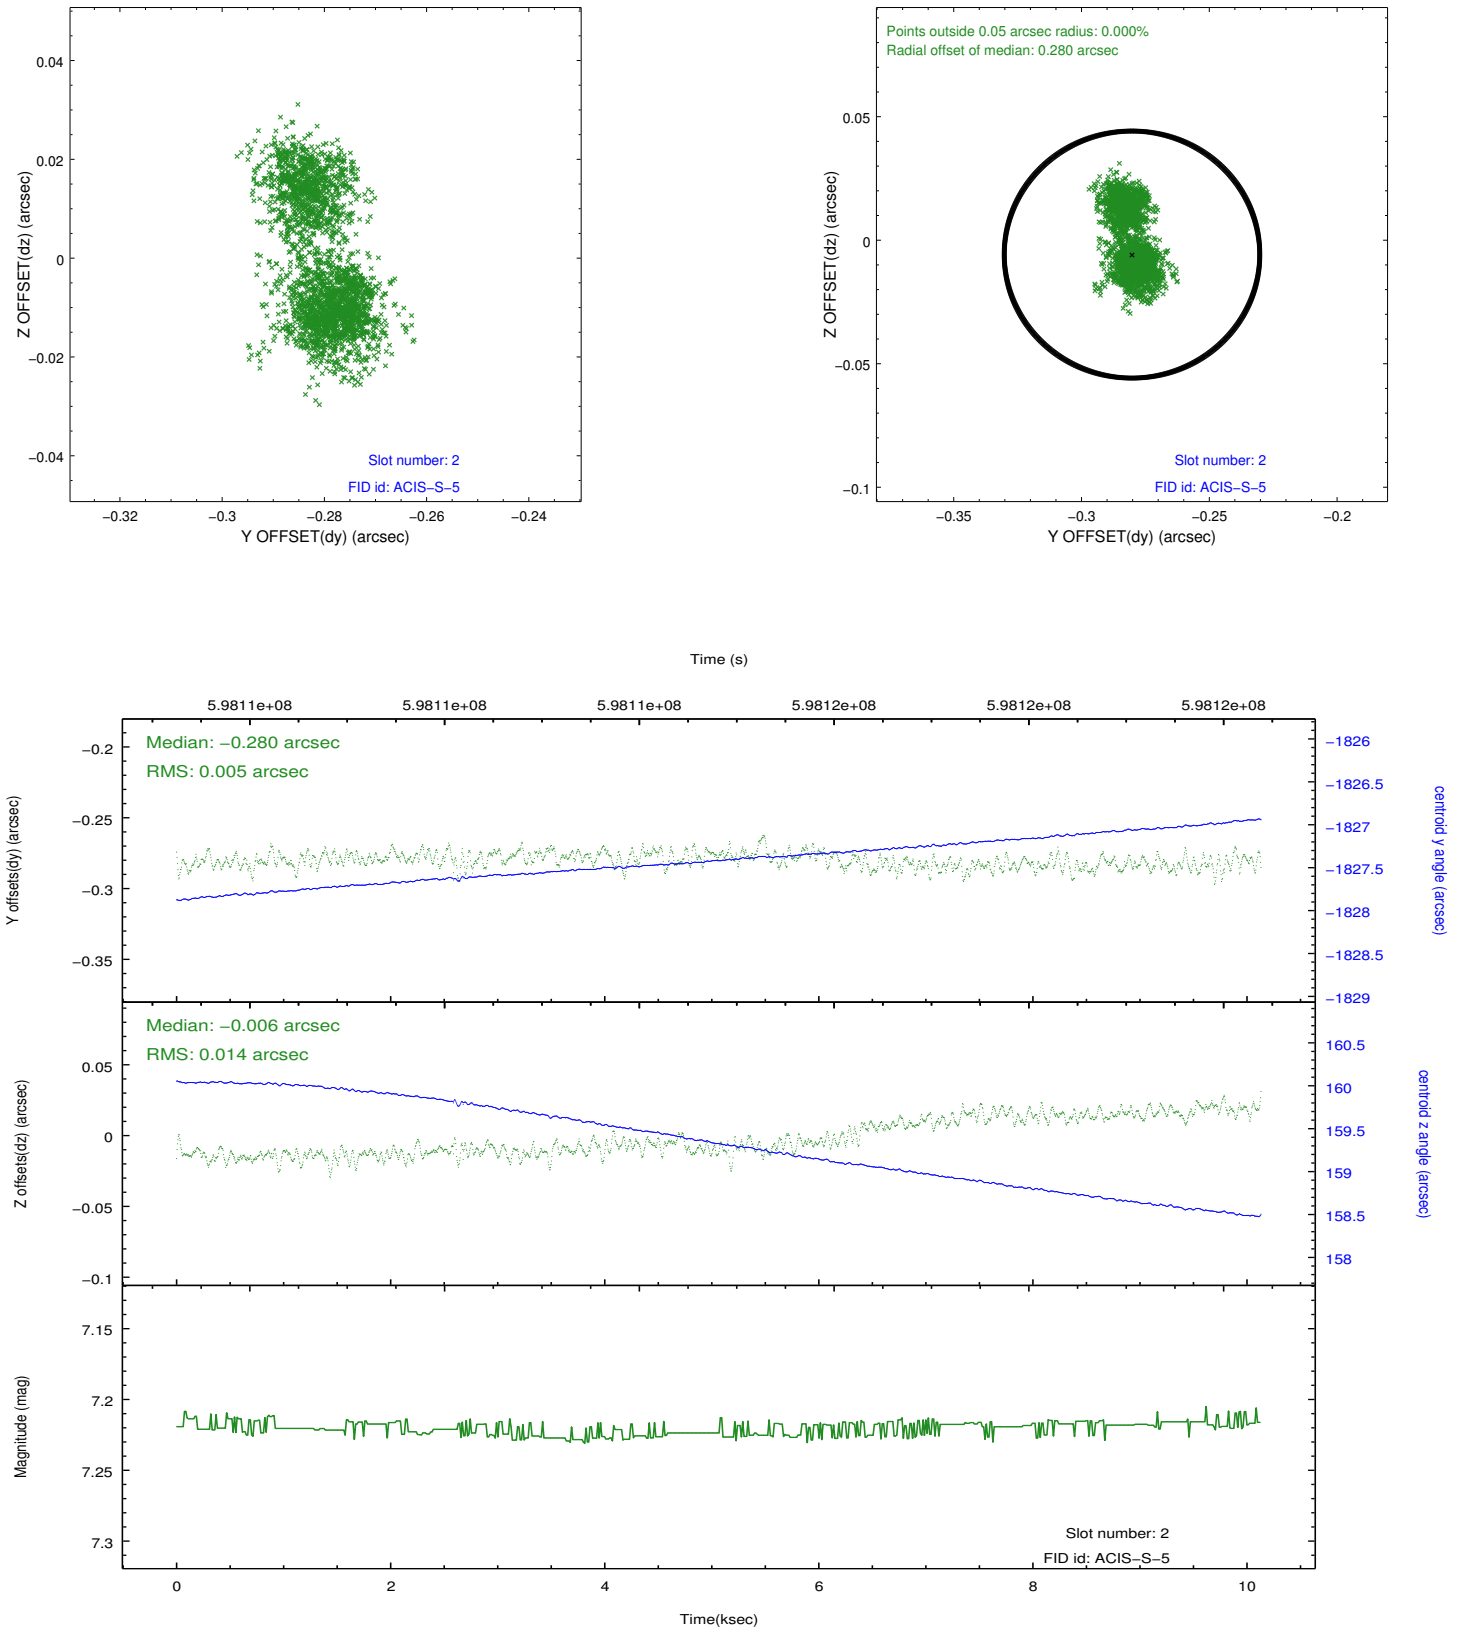 0.04
0.02
0
−0.02
−0.04
Z OFFSET(dz) (arcsec)
Slot number: 2
FID id: ACIS−S−5
−0.32
−0.3
−0.28
−0.26
−0.24
Y OFFSET(dy) (arcsec)
Points outside 0.05 arcsec radius: 0.000%
Radial offset of median: 0.280 arcsec
0.05
0
−0.05
−0.1
Z OFFSET(dz) (arcsec)
Slot number: 2
FID id: ACIS−S−5
−0.35
−0.3
−0.25
−0.2
Y OFFSET(dy) (arcsec)
Time (s)
5.9811e+08
5.9811e+08
5.9811e+08
5.9812e+08
5.9812e+08
5.9812e+08
Median: −0.280 arcsec
RMS: 0.005 arcsec
−0.2
−0.25
−0.3
−0.35
Y offsets(dy) (arcsec)
−1826
−1826.5
−1827
−1827.5
−1828
−1828.5
−1829
centroid y angle (arcsec)
Median: −0.006 arcsec
RMS: 0.014 arcsec
0.05
0
−0.05
−0.1
Z offsets(dz) (arcsec)
160.5
160
159.5
159
158.5
158
centroid z angle (arcsec)
7.15
7.2
7.25
7.3
Magnitude (mag)
Slot number: 2
FID id: ACIS−S−5
0
2
4
6
8
10
Time(ksec)